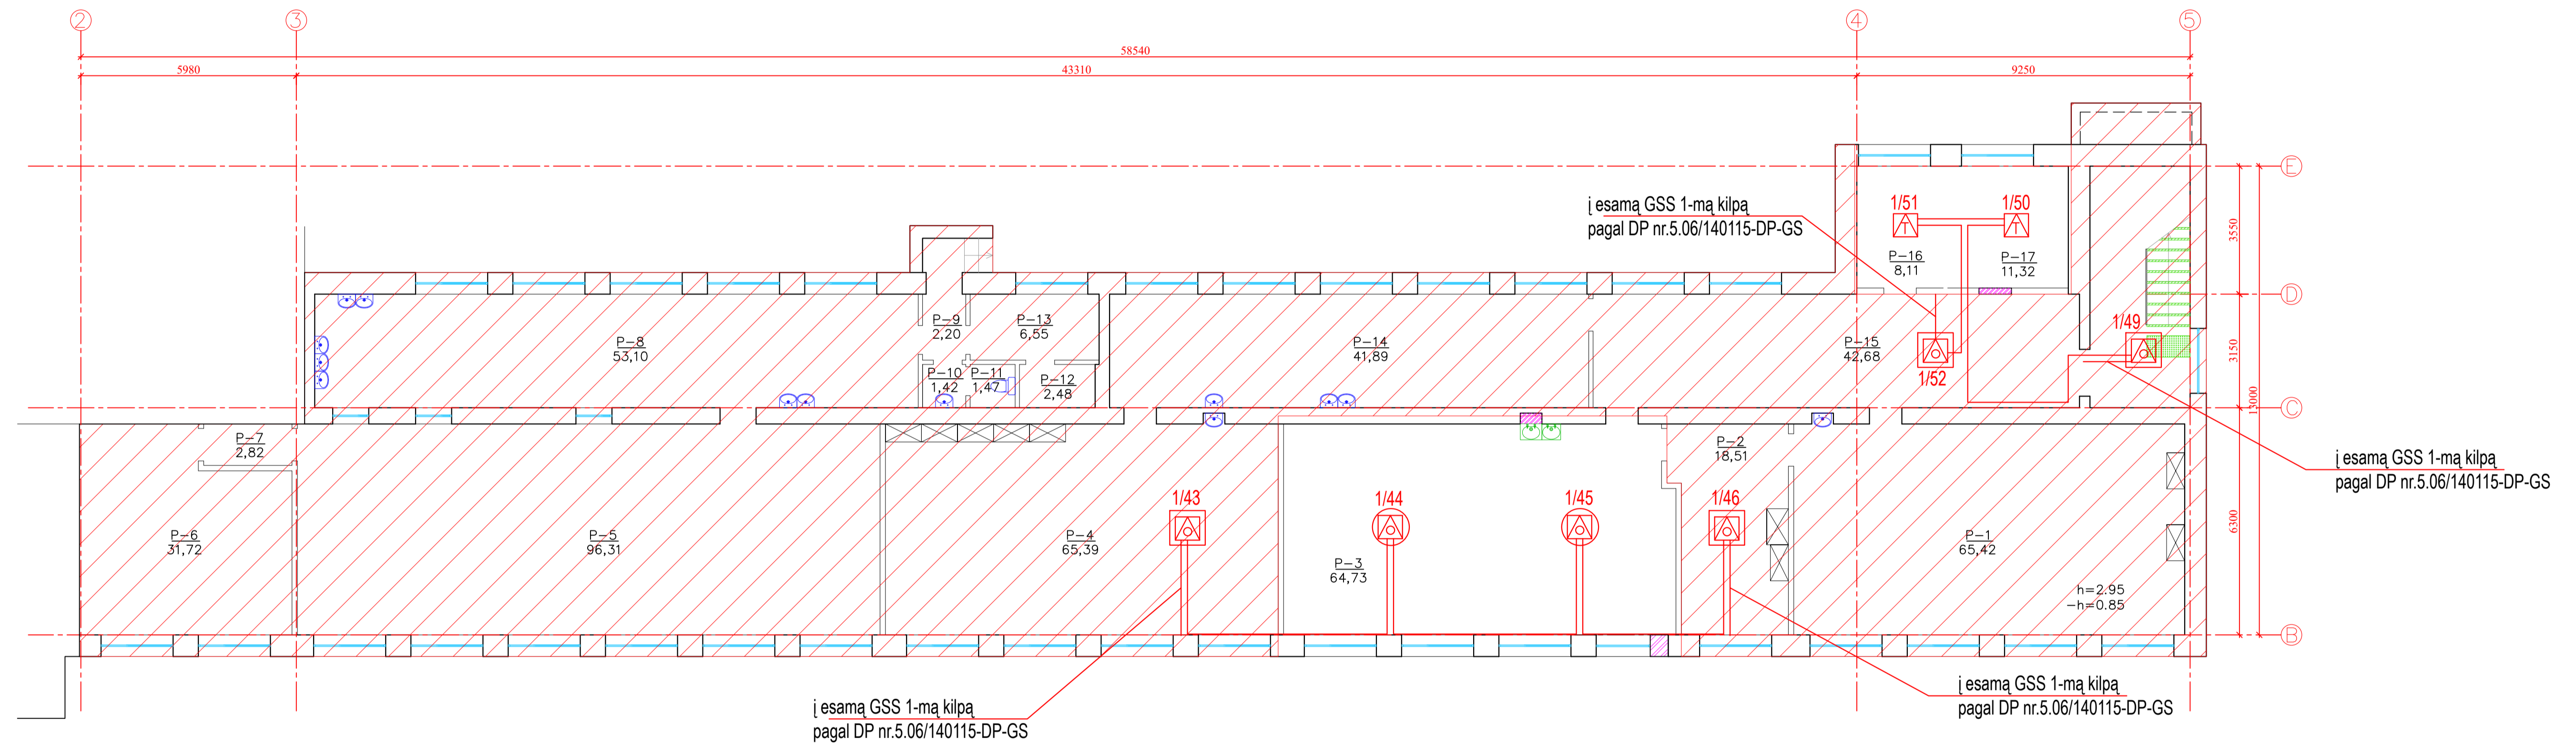 2
3
4
5
58540
5980
43310
9250
E
į esamą GSS 1-mą kilpą
pagal DP nr.5.06/140115-DP-GS
1/51
1/50
3550
P-16
8,11
P-17
11,32
D
P-9
2,20
P-13
6,55
P-8
53,10
P-14
41,89
P-15
42,68
1/49
3150
1/52
P-10
1,42
P-11
1,47
P-12
2,48
C
13000
P-7
2,82
P-2
18,51
į esamą GSS 1-mą kilpą
pagal DP nr.5.06/140115-DP-GS
1/43
1/44
1/45
1/46
6300
P-6
31,72
P-5
96,31
P-4
65,39
P-3
64,73
P-1
65,42
h=2.95
-h=0.85
B
į esamą GSS 1-mą kilpą
pagal DP nr.5.06/140115-DP-GS
į esamą GSS 1-mą kilpą
pagal DP nr.5.06/140115-DP-GS